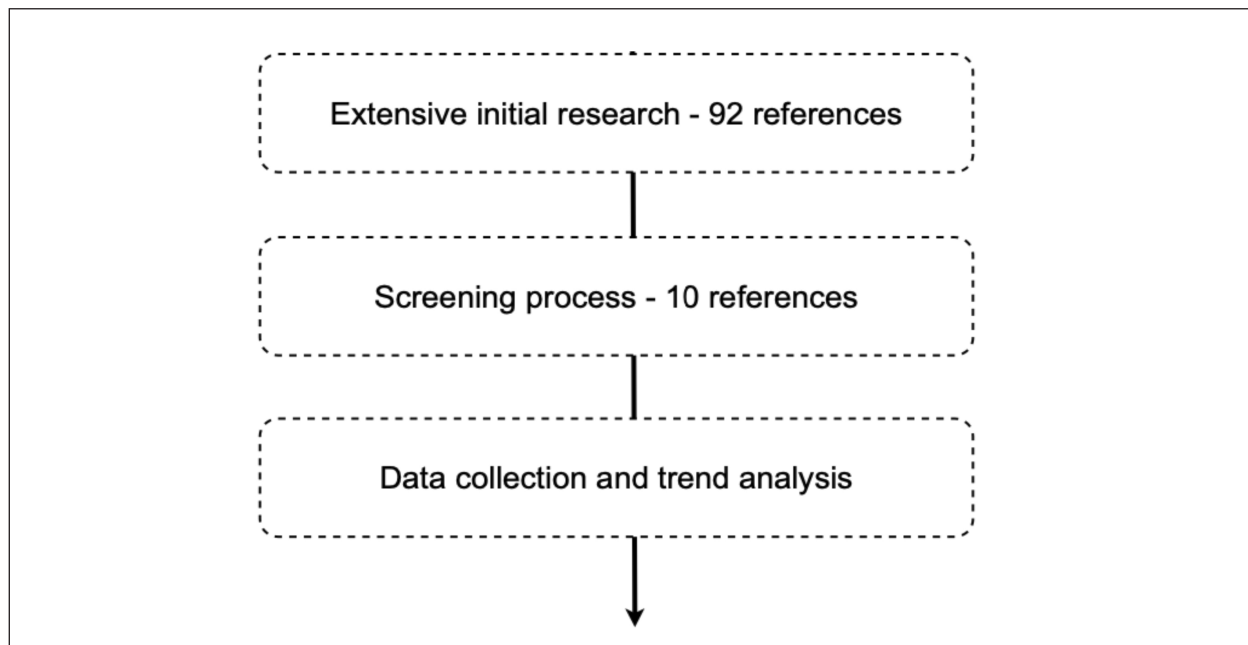 Extensive initial research - 92 references
Screening process - 10 references
Data collection and trend analysis